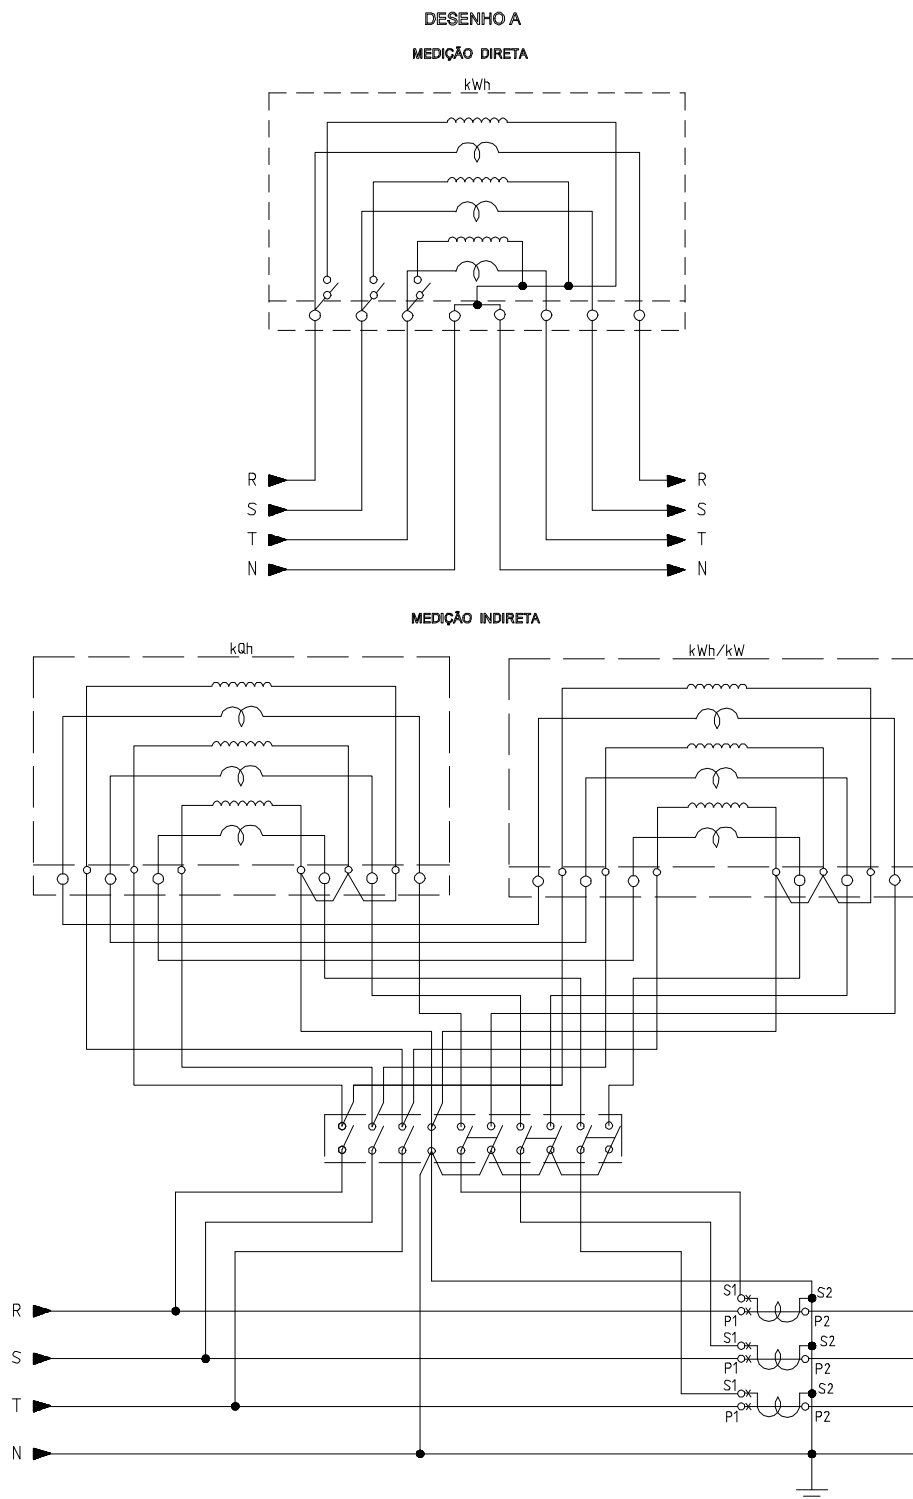 DESENHO A
MEDIÇÃO DIRETA
kWh
R R
S S
T T
N N
MEDIÇÃO INDIRETA
kQh kWh/kW
S1 S2
R
P1 P2
S1 S2
S
P1 P2
S1 S2
T
P1 P2
N